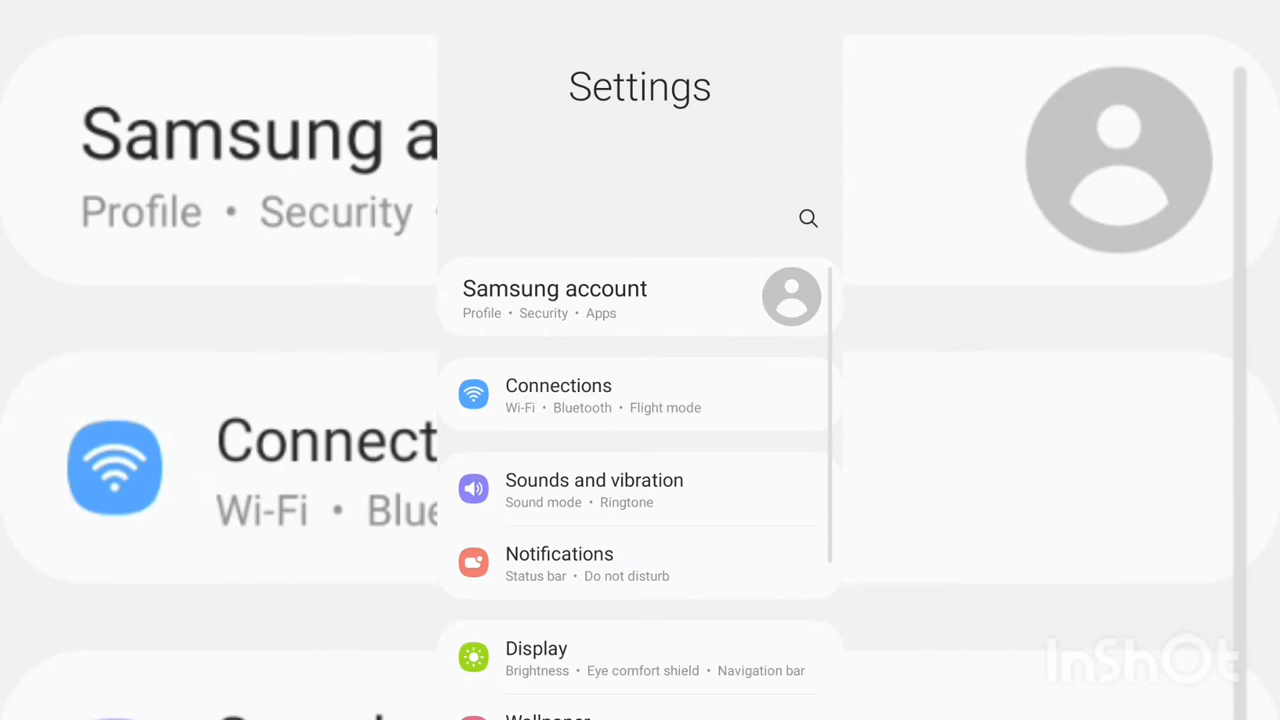 Settings
Samsung a
Profile • Security •
Samsung account
Profile • Security • Apps
Connections
Wi-Fi • Bluetooth • Flight mode
Connect
Wi-Fi • Blue
Sounds and vibration
Sound mode • Ringtone
Notifications
Status bar • Do not disturb
Display
Brightness • Eye comfort shield • Navigation bar
Wallpaper
InShOt